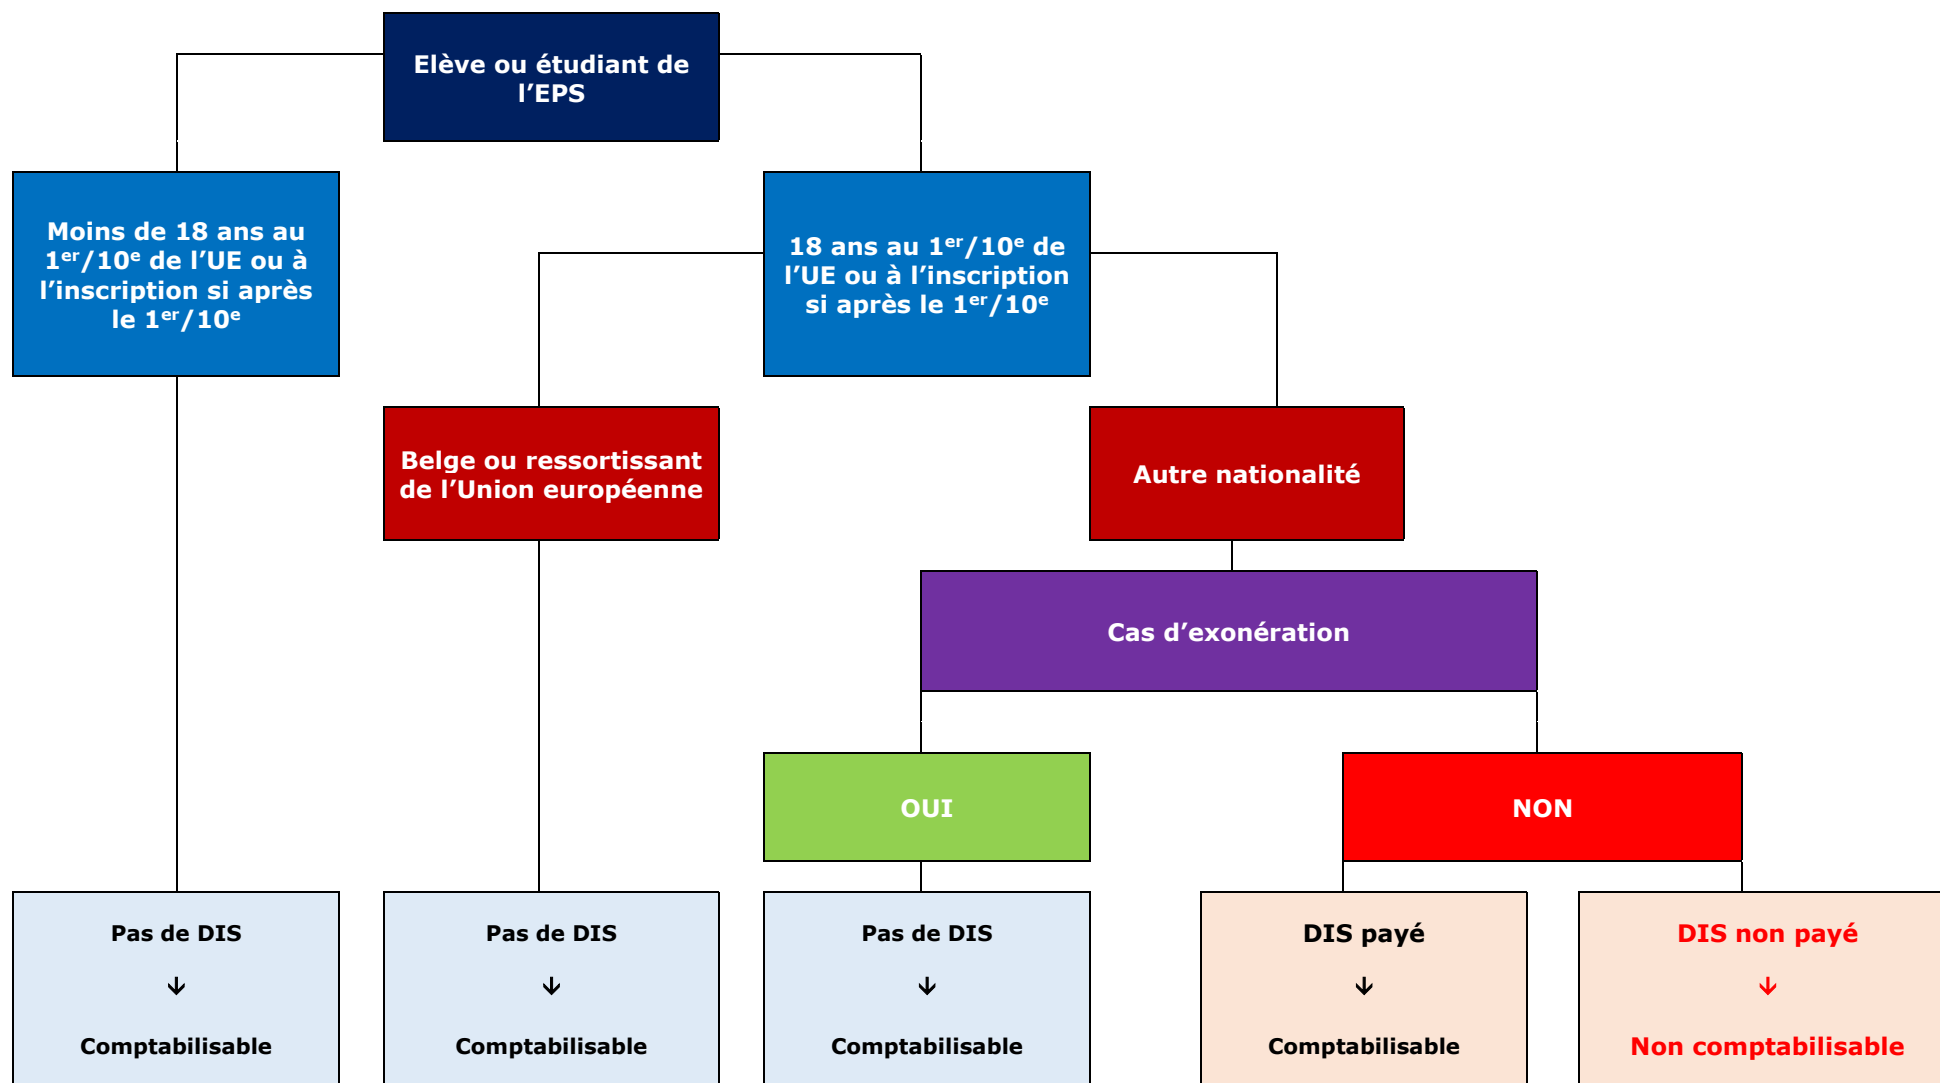 Elève ou étudiant de
l’EPS
Moins de 18 ans au
1er/10e de l’UE ou à
l’inscription si après
le 1er/10e
18 ans au 1er/10e de
l’UE ou à l’inscription
si après le 1er/10e
Belge ou ressortissant
de l’Union européenne
Autre nationalité
Cas d’exonération
OUI
NON
Pas de DIS
↓
Comptabilisable
Pas de DIS
↓
Comptabilisable
Pas de DIS
↓
Comptabilisable
DIS payé
↓
Comptabilisable
DIS non payé
↓
Non comptabilisable